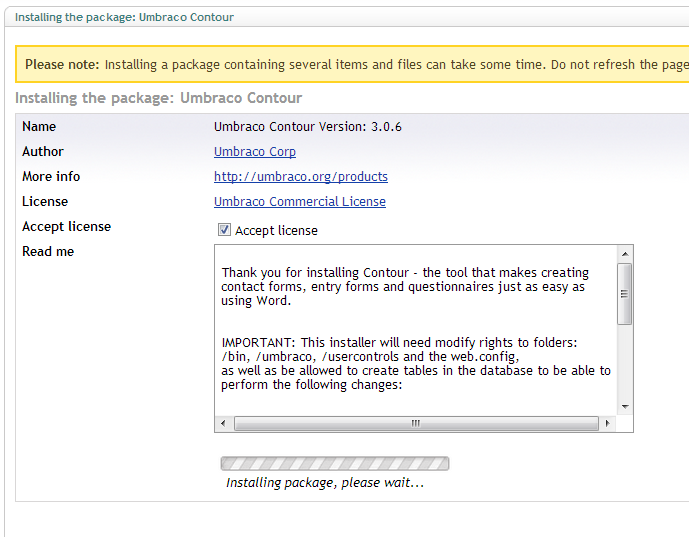 Installing the package: Umbraco Contour
Please note: Installing a package containing several items and files can take some time. Do not refresh the page
Installing the package: Umbraco Contour
Name Umbraco Contour Version: 3.0.6
Author Umbraco Corp
More info http://umbraco.org/products
License Umbraco Commercial License
Accept license Accept license
Read me
Thank you for installing Contour - the tool that makes creating
contact forms, entry forms and questionnaires just as easy as
using Word.
IMPORTANT: This installer will need modify rights to folders:
/bin, /umbraco, /usercontrols and the web.config,
as well as be allowed to create tables in the database to be able to
perform the following changes:
Installing package, please wait...